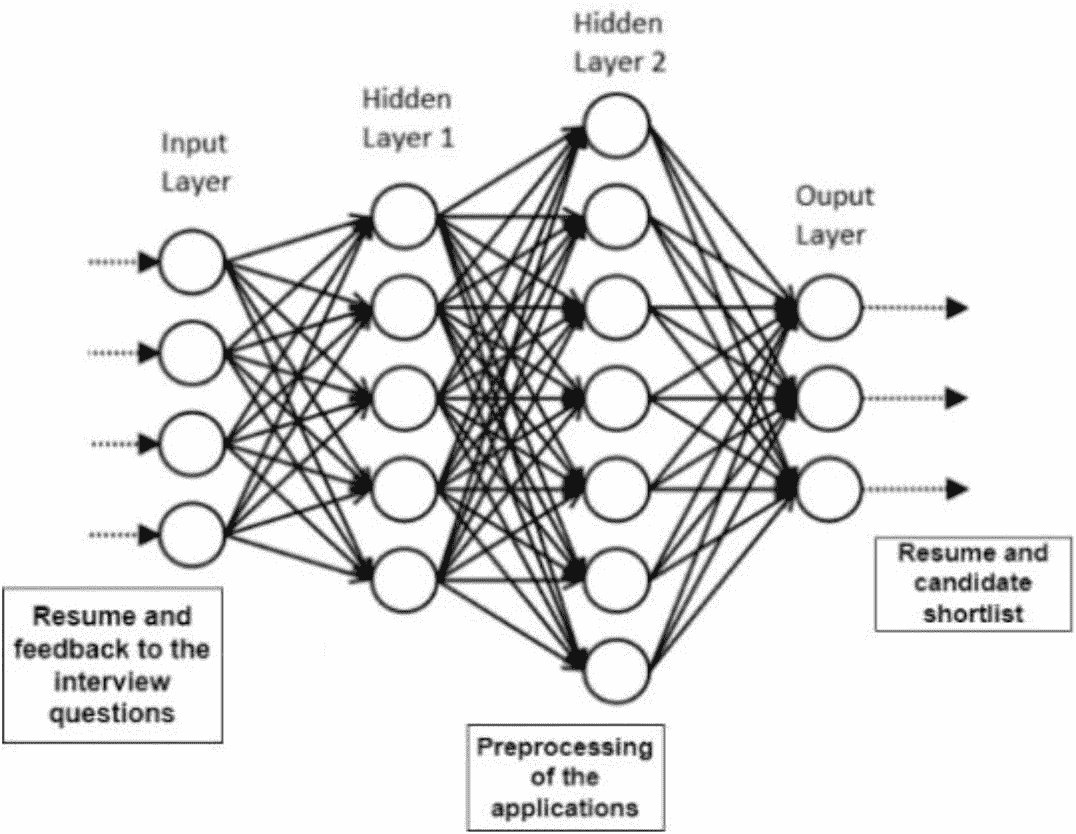 Hidden
Layer 2
Hidden
Layer 1
Input
Layer
Ouput
Layer
Resume and
feedback to the
interview
questions
Preprocessing
of the
applications
Resume and
candidate
shortlist